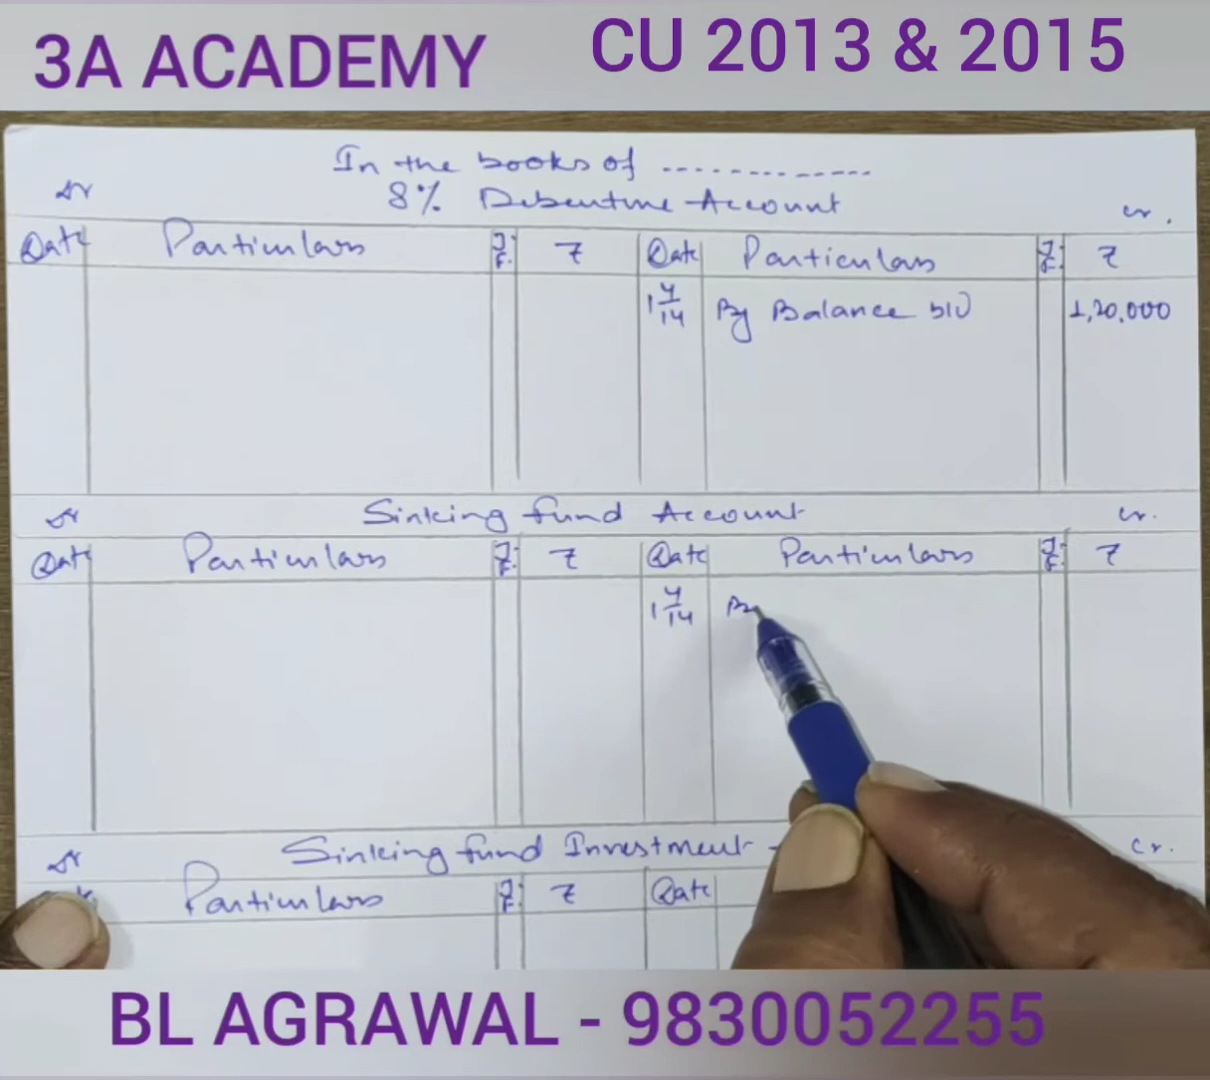 3A ACADEMY CU 2013 & 2015
In the books of .............
Dr 8% Debenture Account cr.
Date Particulars J.F. ₹ Date Particulars J.F. ₹
1 4/14 By Balance b/d 1,20,000
Dr Sinking fund Account cr.
Date Particulars J.F. ₹ Date Particulars J.F. ₹
1 4/14 By
Dr Sinking fund Investment cr.
Particulars J.F. ₹ Date
BL AGRAWAL - 9830052255